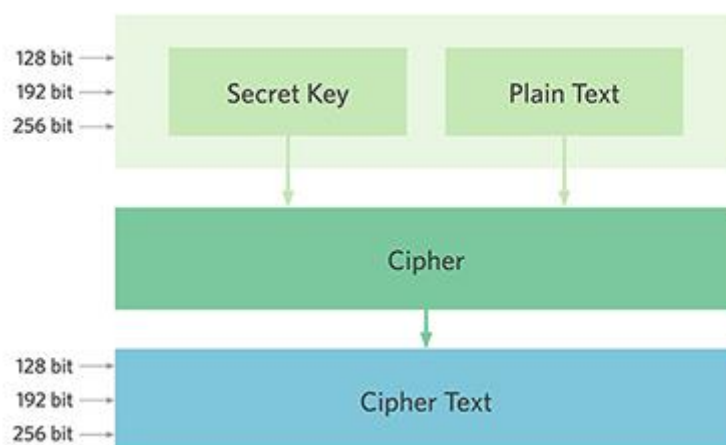 128 bit
192 bit
256 bit
Secret Key
Plain Text
Cipher
128 bit
192 bit
256 bit
Cipher Text